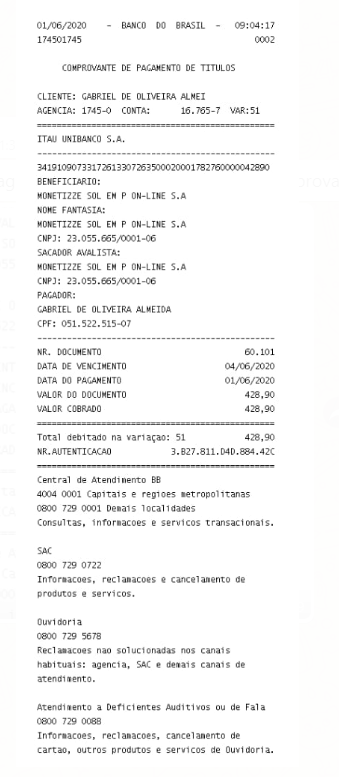 01/06/2020 - BANCO DO BRASIL - 09:04:17
174501745 0002
COMPROVANTE DE PAGAMENTO DE TITULOS
CLIENTE: GABRIEL DE OLIVEIRA ALMEI
AGENCIA: 1745-0 CONTA: 16.765-7 VAR:51
================================================
ITAU UNIBANCO S.A.
------------------------------------------------
34191090733172613307263500020001782760000042890
BENEFICIARIO:
MONETIZZE SOL EM P ON-LINE S.A
NOME FANTASIA:
MONETIZZE SOL EM P ON-LINE S.A
CNPJ: 23.055.665/0001-06
SACADOR AVALISTA:
MONETIZZE SOL EM P ON-LINE S.A
CNPJ: 23.055.665/0001-06
PAGADOR:
GABRIEL DE OLIVEIRA ALMEIDA
CPF: 051.522.515-07
------------------------------------------------
NR. DOCUMENTO 60.101
DATA DE VENCIMENTO 04/06/2020
DATA DO PAGAMENTO 01/06/2020
VALOR DO DOCUMENTO 428,90
VALOR COBRADO 428,90
================================================
Total debitado na variaçao: 51 428,90
NR.AUTENTICACAO 3.B27.811.D4D.884.42C
================================================
Central de Atendimento BB
4004 0001 Capitais e regioes metropolitanas
0800 729 0001 Demais localidades
Consultas, informacoes e servicos transacionais.
SAC
0800 729 0722
Informacoes, reclamacoes e cancelamento de
produtos e servicos.
Ouvidoria
0800 729 5678
Reclamacoes nao solucionadas nos canais
habituais: agencia, SAC e demais canais de
atendimento.
Atendimento a Deficientes Auditivos ou de Fala
0800 729 0088
Informacoes, reclamacoes, cancelamento de
cartao, outros produtos e servicos de Ouvidoria.